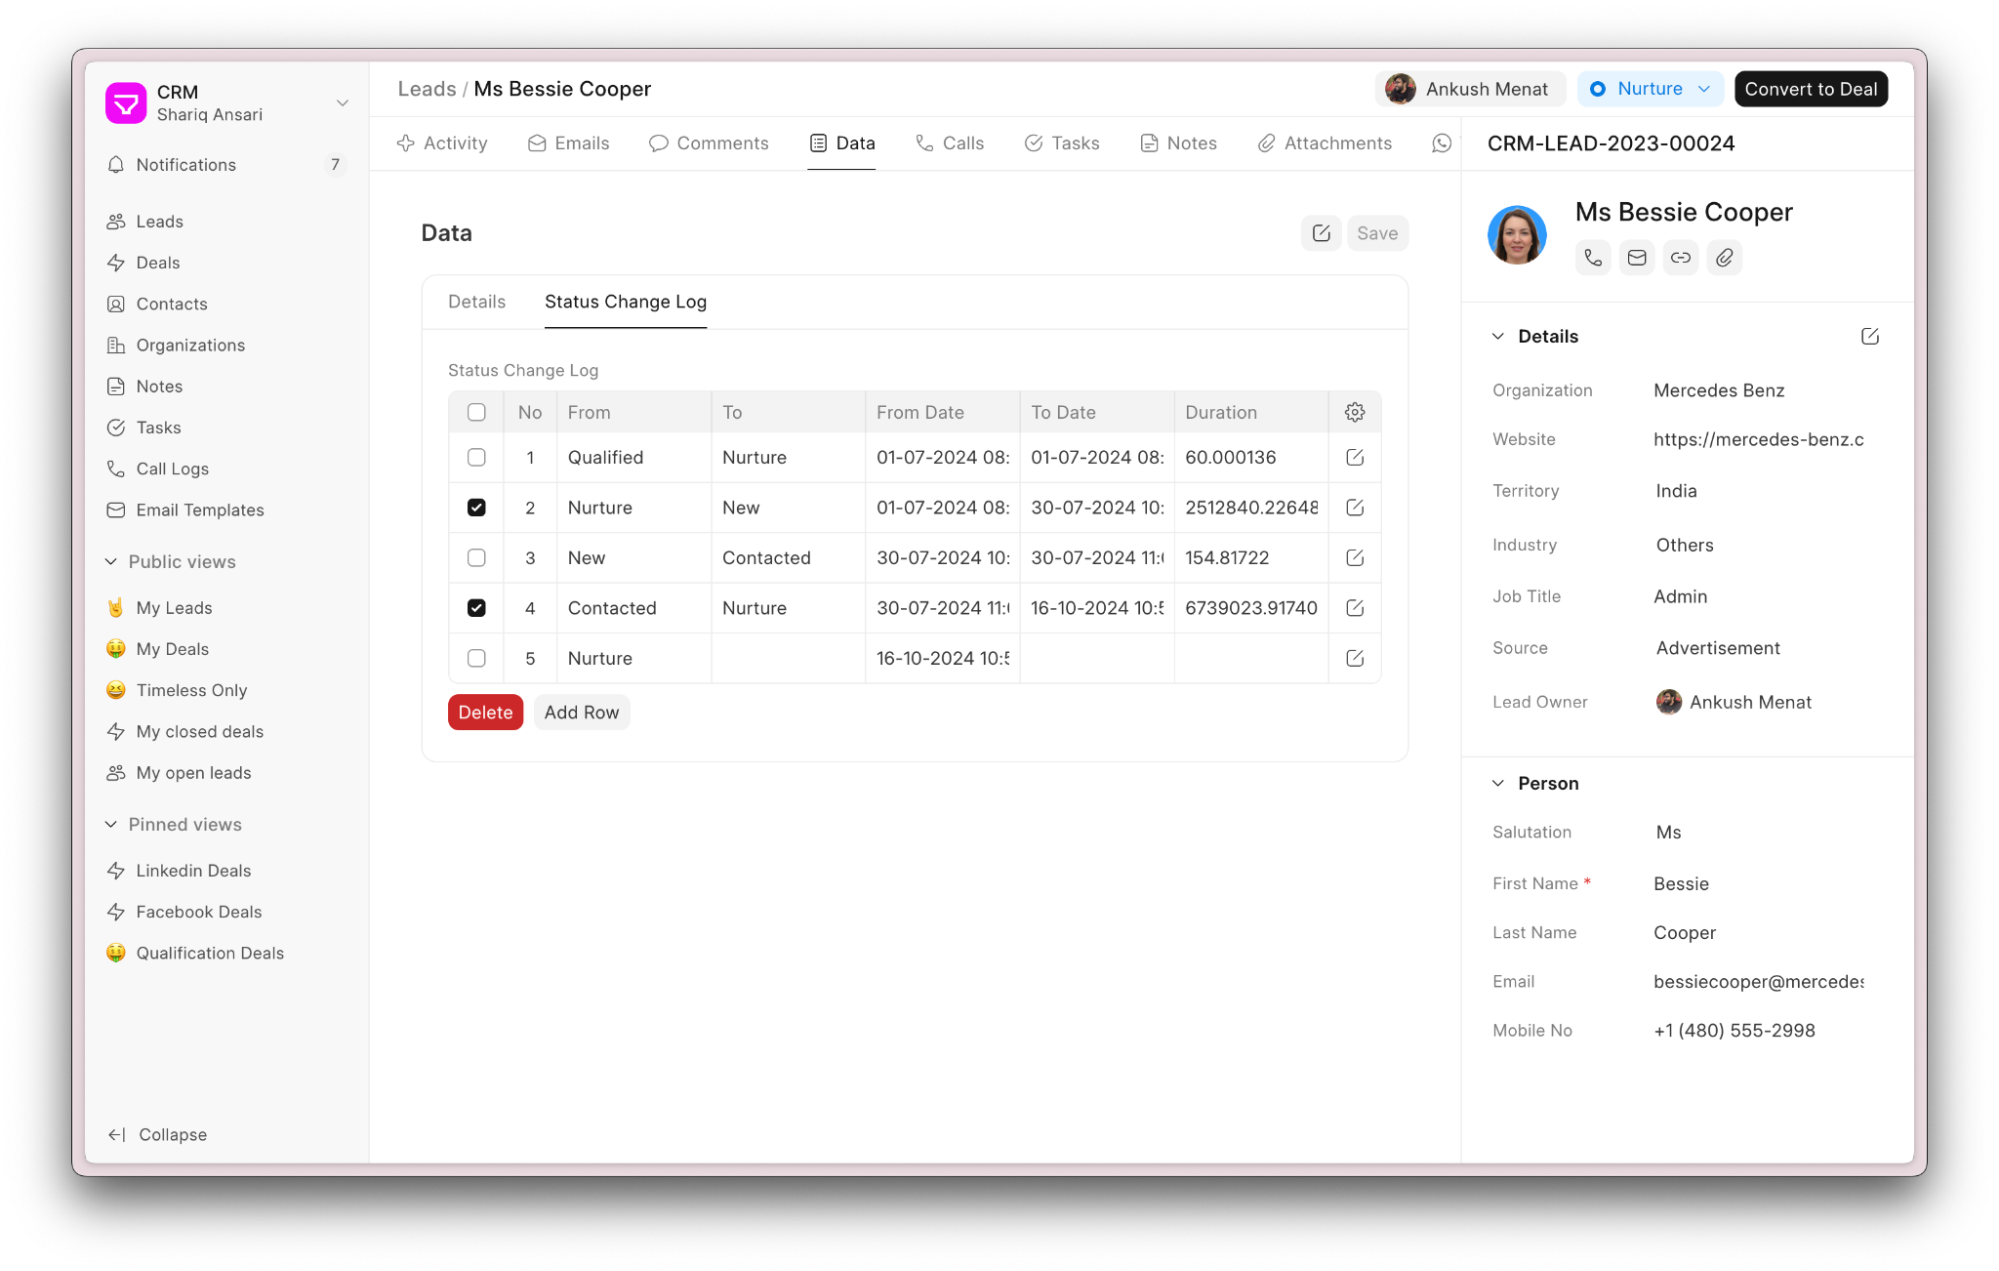 CRM
Shariq Ansari
Notifications 7
Leads
Deals
Contacts
Organizations
Notes
Tasks
Call Logs
Email Templates
Public views
My Leads
My Deals
Timeless Only
My closed deals
My open leads
Pinned views
Linkedin Deals
Facebook Deals
Qualification Deals
Collapse
Leads / Ms Bessie Cooper
Ankush Menat
Nurture
Convert to Deal
Activity Emails Comments Data Calls Tasks Notes Attachments
Data
Save
Details Status Change Log
Status Change Log
No From To From Date To Date Duration
1 Qualified Nurture 01-07-2024 08: 01-07-2024 08: 60.000136
2 Nurture New 01-07-2024 08: 30-07-2024 10: 2512840.22648
3 New Contacted 30-07-2024 10: 30-07-2024 11: 154.81722
4 Contacted Nurture 30-07-2024 11: 16-10-2024 10:5 6739023.91740
5 Nurture 16-10-2024 10:5
Delete Add Row
CRM-LEAD-2023-00024
Ms Bessie Cooper
Details
Organization Mercedes Benz
Website https://mercedes-benz.c
Territory India
Industry Others
Job Title Admin
Source Advertisement
Lead Owner Ankush Menat
Person
Salutation Ms
First Name * Bessie
Last Name Cooper
Email bessiecooper@mercedes
Mobile No +1 (480) 555-2998